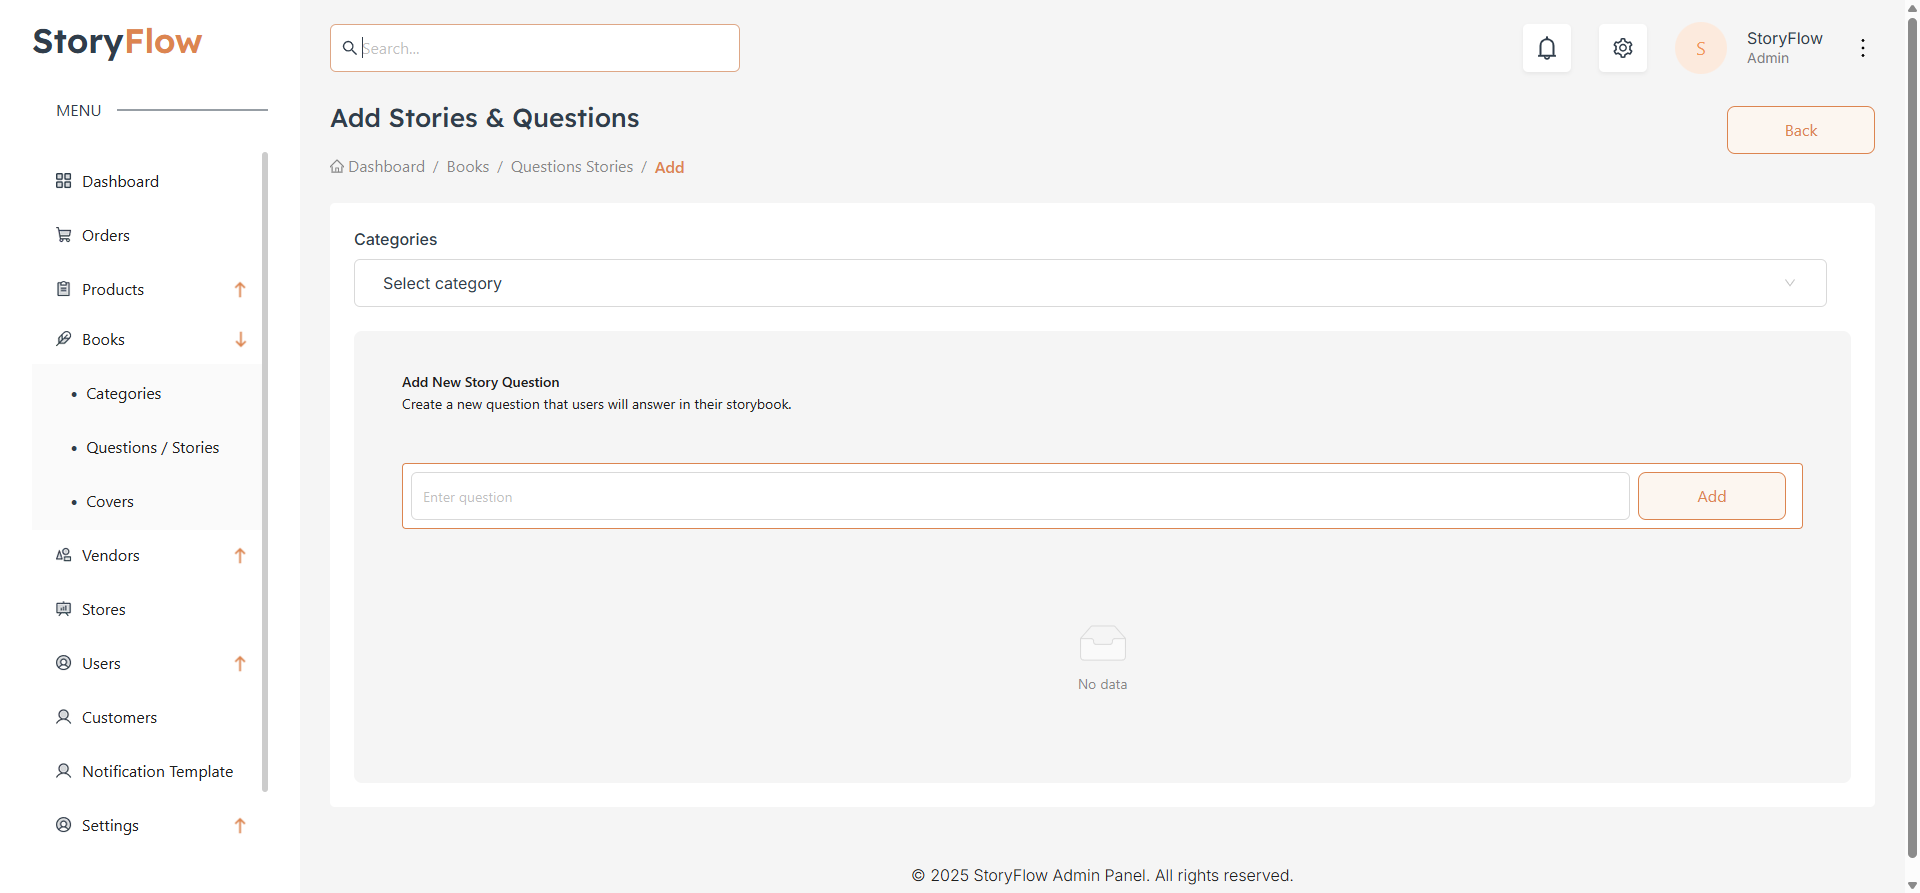 StoryFlow
MENU
Dashboard
Orders
Products
Books
• Categories
• Questions / Stories
• Covers
Vendors
Stores
Users
Customers
Notification Template
Settings
Search...
S
StoryFlow
Admin
Add Stories & Questions
Back
Dashboard / Books / Questions Stories / Add
Categories
Select category
Add New Story Question
Create a new question that users will answer in their storybook.
Enter question
Add
No data
© 2025 StoryFlow Admin Panel. All rights reserved.